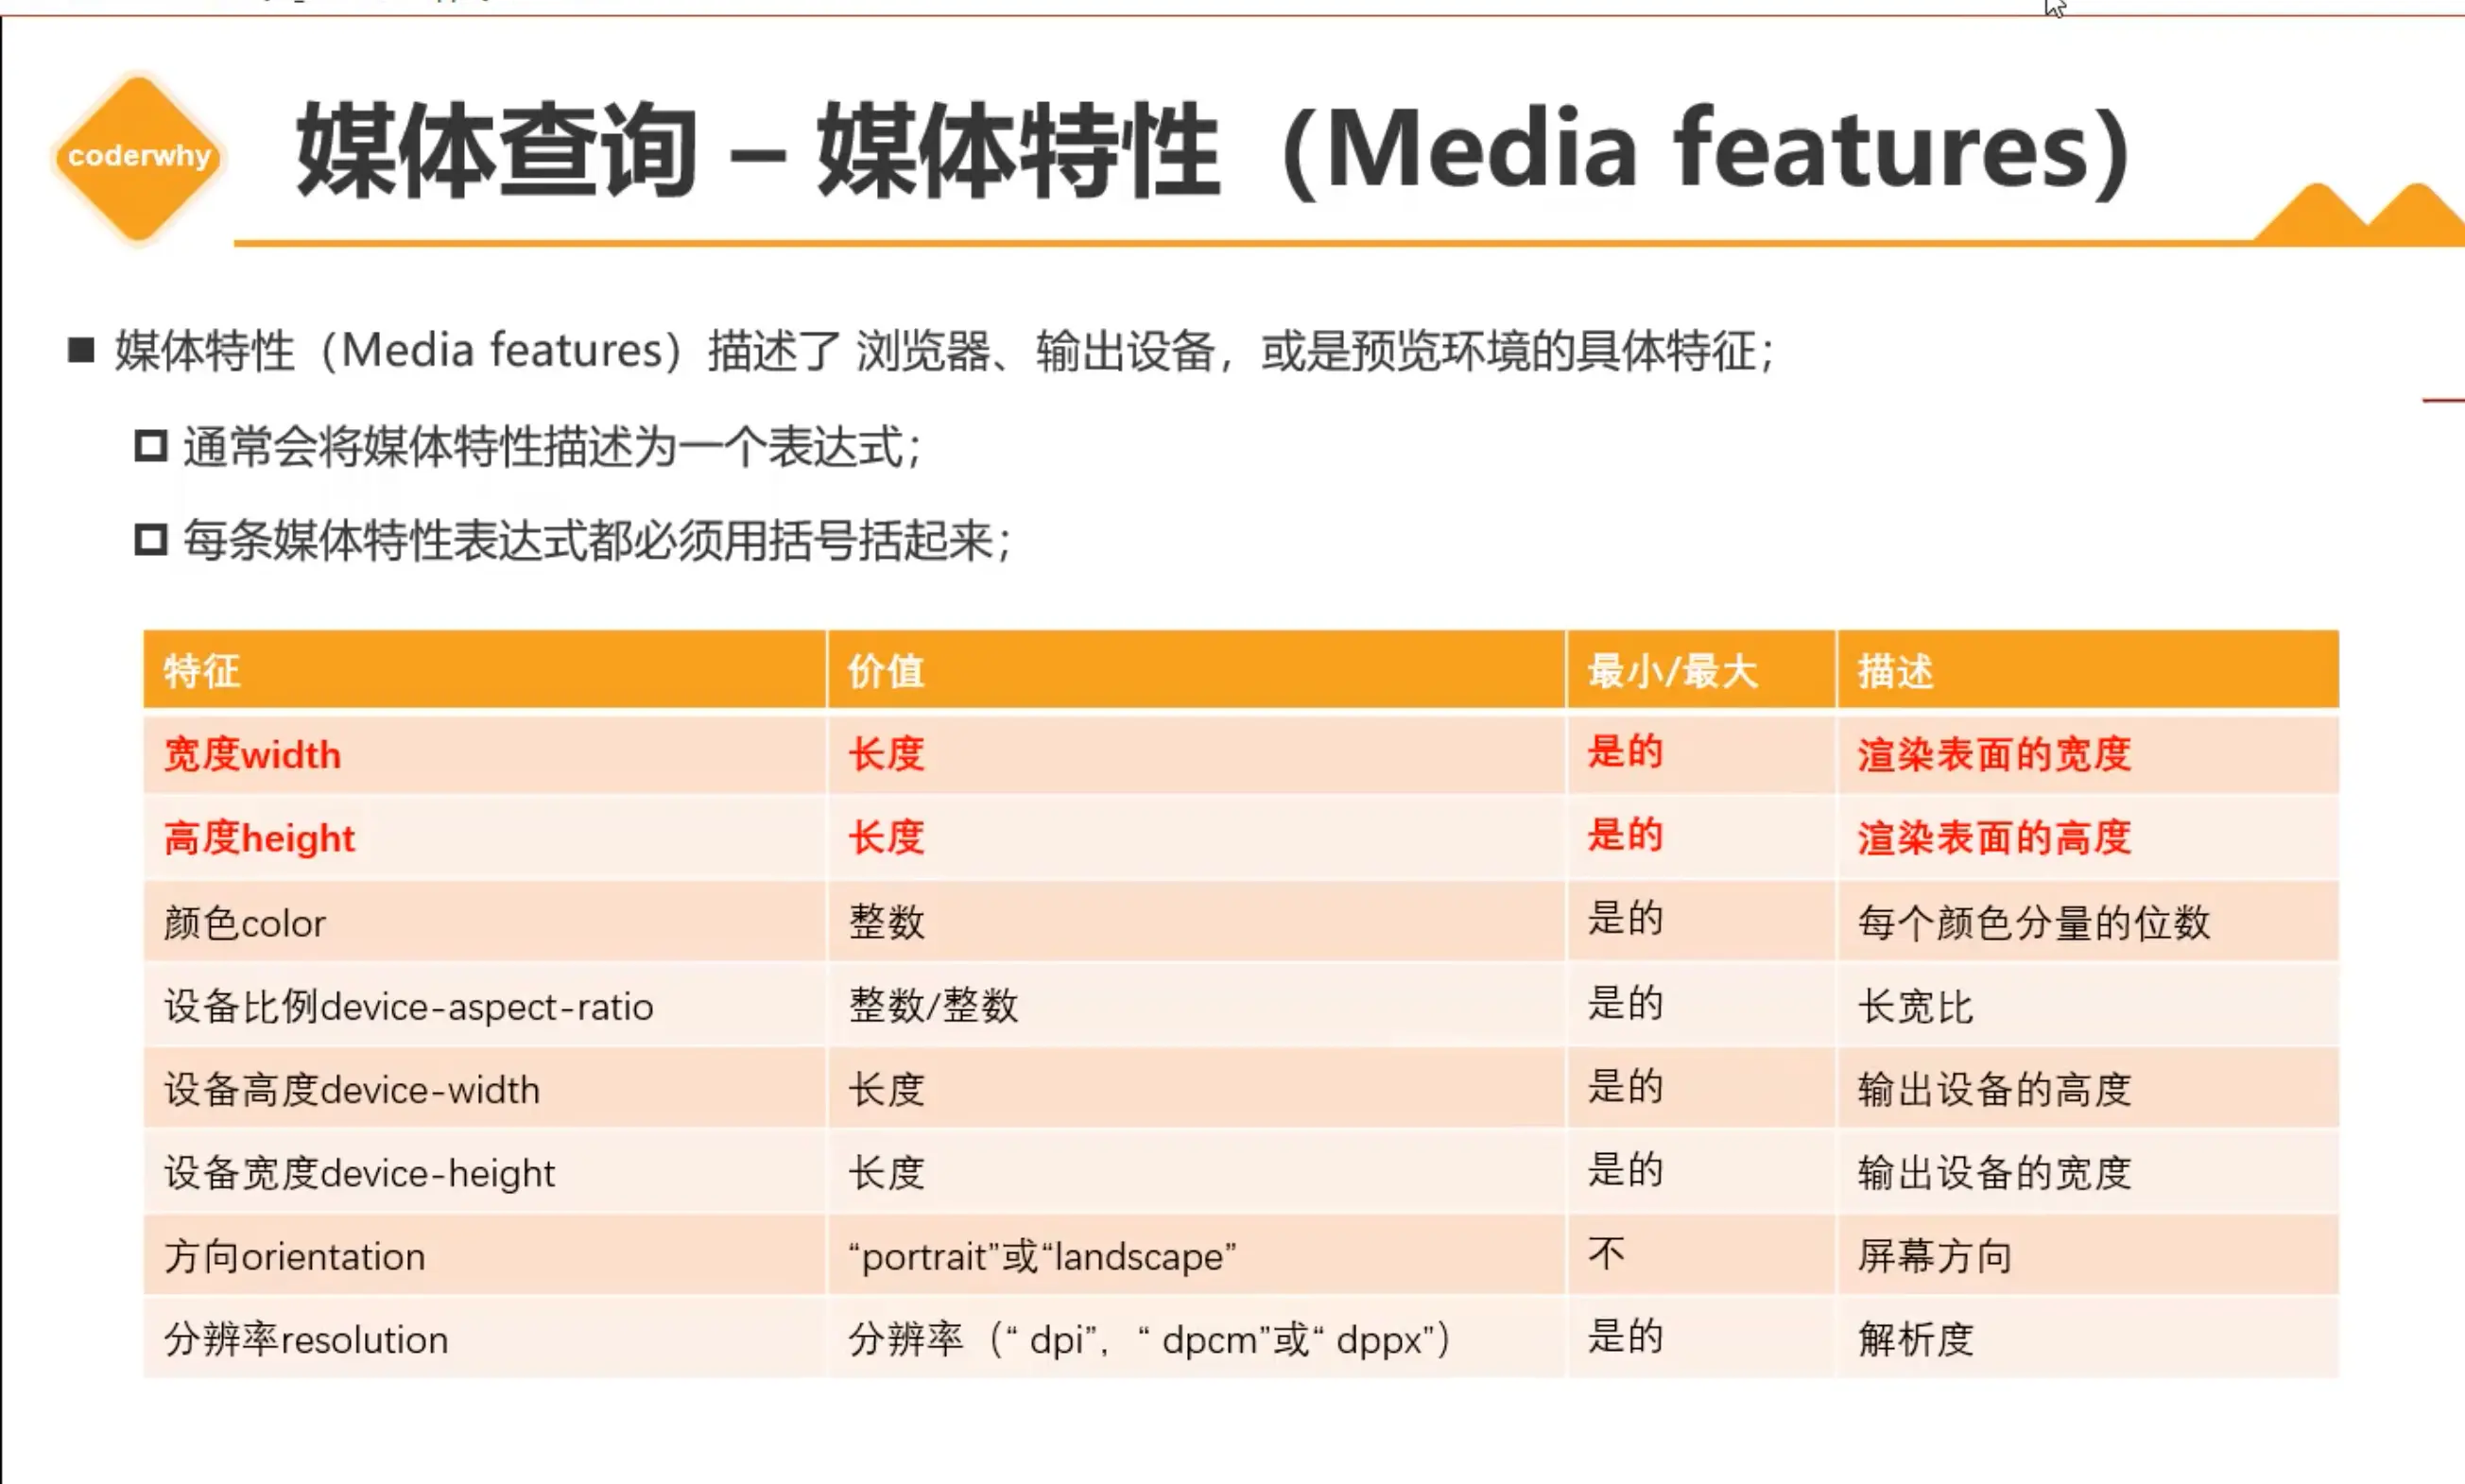 coderwhy
媒体查询 – 媒体特性（Media features）
■ 媒体特性（Media features）描述了 浏览器、输出设备，或是预览环境的具体特征；
通常会将媒体特性描述为一个表达式；
每条媒体特性表达式都必须用括号括起来；
特征 价值 最小/最大 描述
宽度width 长度 是的 渲染表面的宽度
高度height 长度 是的 渲染表面的高度
颜色color 整数 是的 每个颜色分量的位数
设备比例device-aspect-ratio 整数/整数 是的 长宽比
设备高度device-width 长度 是的 输出设备的高度
设备宽度device-height 长度 是的 输出设备的宽度
方向orientation “portrait”或“landscape” 不 屏幕方向
分辨率resolution 分辨率（“ dpi”，“ dpcm”或“ dppx”） 是的 解析度